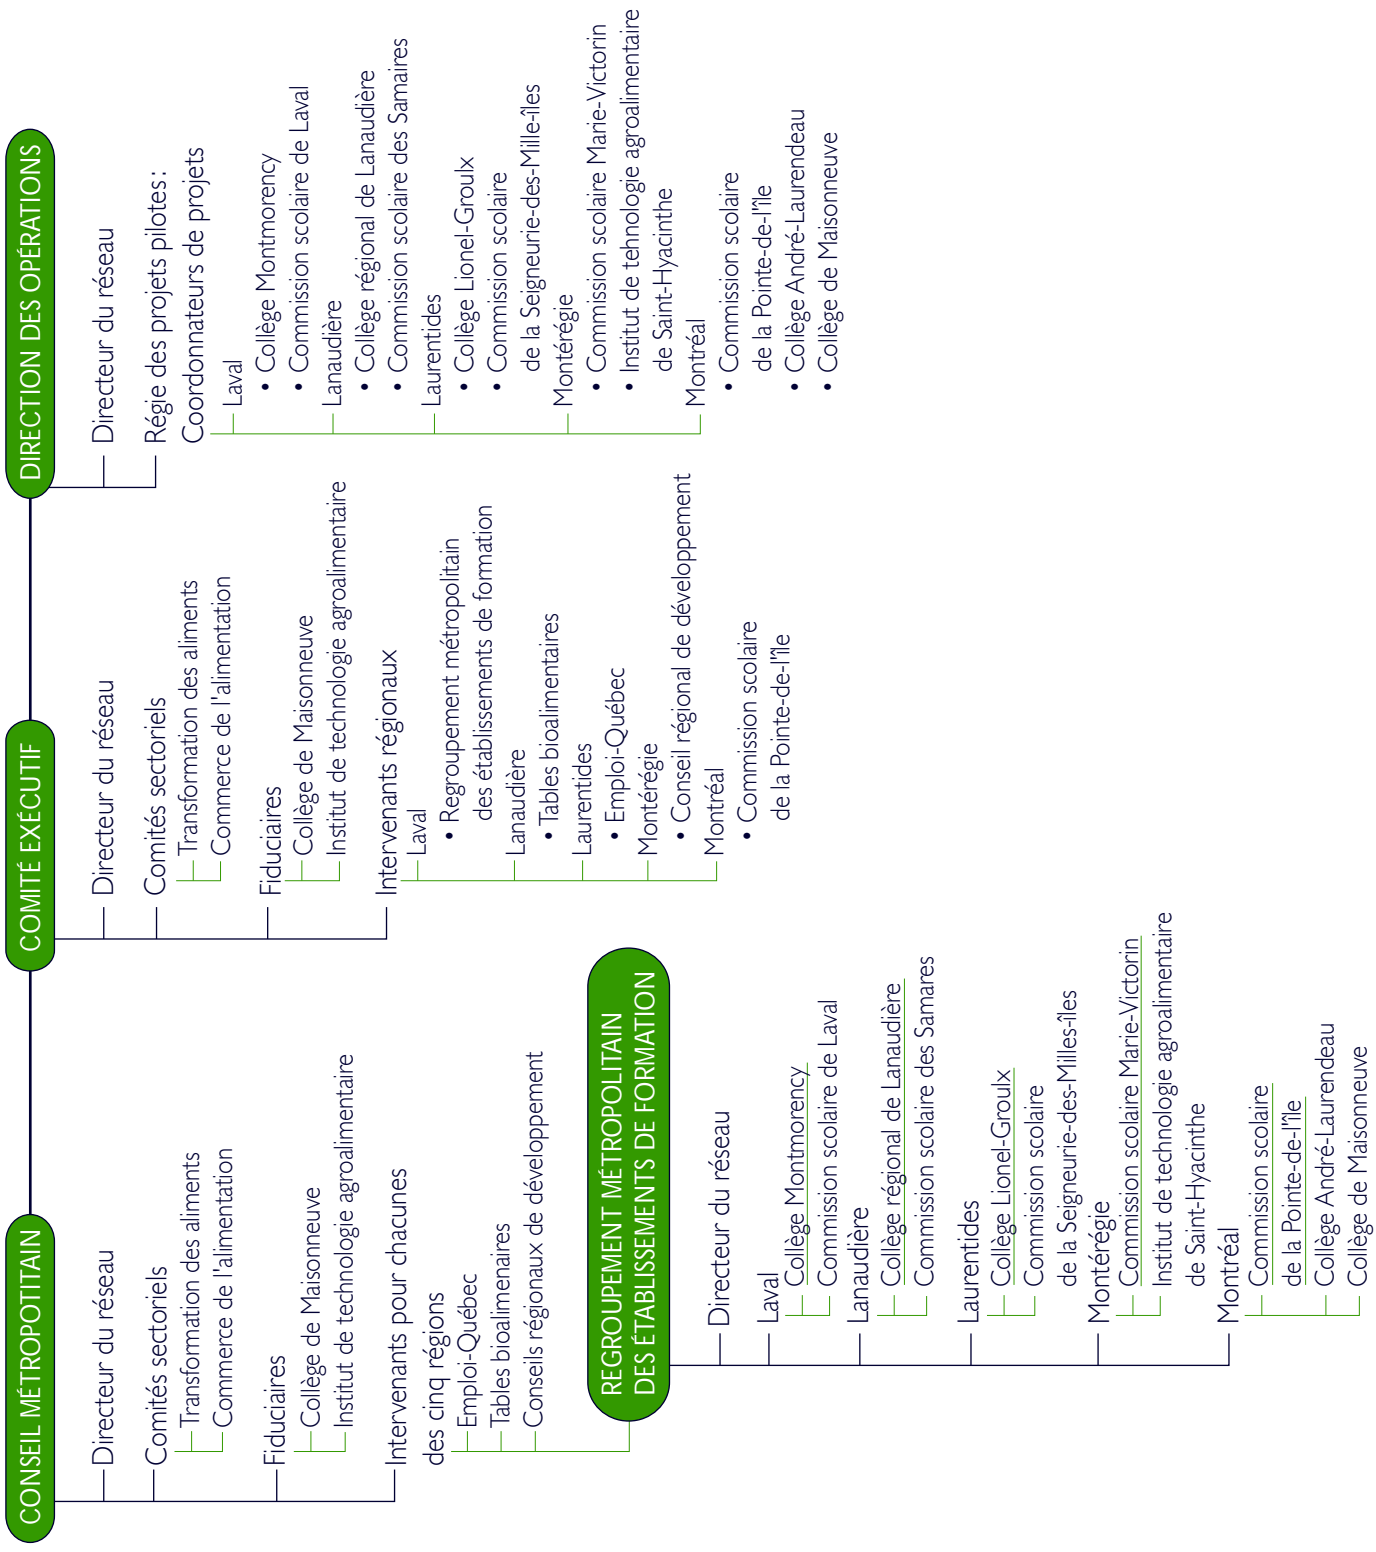 CONSEIL MÉTROPOTITAIN
Directeur du réseau
Comités sectoriels
Transformation des aliments
Commerce de l'alimentation
Fiduciaires
Collège de Maisonneuve
Institut de technologie agroalimentaire
Intervenants pour chacunes
des cinq régions
Emploi-Québec
Tables bioalimenaires
Conseils régionaux de développement
REGROUPEMENT MÉTROPOLITAIN
DES ÉTABLISSEMENTS DE FORMATION
Directeur du réseau
Laval
Collège Montmorency
Commission scolaire de Laval
Lanaudière
Collège régional de Lanaudière
Commission scolaire des Samares
Laurentides
Collège Lionel-Groulx
Commission scolaire
de la Seigneurie-des-Milles-îles
Montérégie
Commission scolaire Marie-Victorin
Institut de technologie agroalimentaire
de Saint-Hyacinthe
Montréal
Commission scolaire
de la Pointe-de-l'île
Collège André-Laurendeau
Collège de Maisonneuve
COMITÉ EXÉCUTIF
Directeur du réseau
Comités sectoriels
Transformation des aliments
Commerce de l'alimentation
Fiduciaires
Collège de Maisonneuve
Institut de technologie agroalimentaire
Intervenants régionaux
Laval
• Regroupement métropolitain
des établissements de formation
Lanaudière
• Tables bioalimentaires
Laurentides
• Emploi-Québec
Montérégie
• Conseil régional de développement
Montréal
• Commission scolaire
de la Pointe-de-l'île
DIRECTION DES OPÉRATIONS
Directeur du réseau
Régie des projets pilotes :
Coordonnateurs de projets
Laval
• Collège Montmorency
• Commission scolaire de Laval
Lanaudière
• Collège régional de Lanaudière
• Commission scolaire des Samaires
Laurentides
• Collège Lionel-Groulx
• Commission scolaire
de la Seigneurie-des-Mille-îles
Montérégie
• Commission scolaire Marie-Victorin
• Institut de tehnologie agroalimentaire
de Saint-Hyacinthe
Montréal
• Commission scolaire
de la Pointe-de-l'île
• Collège André-Laurendeau
• Collège de Maisonneuve